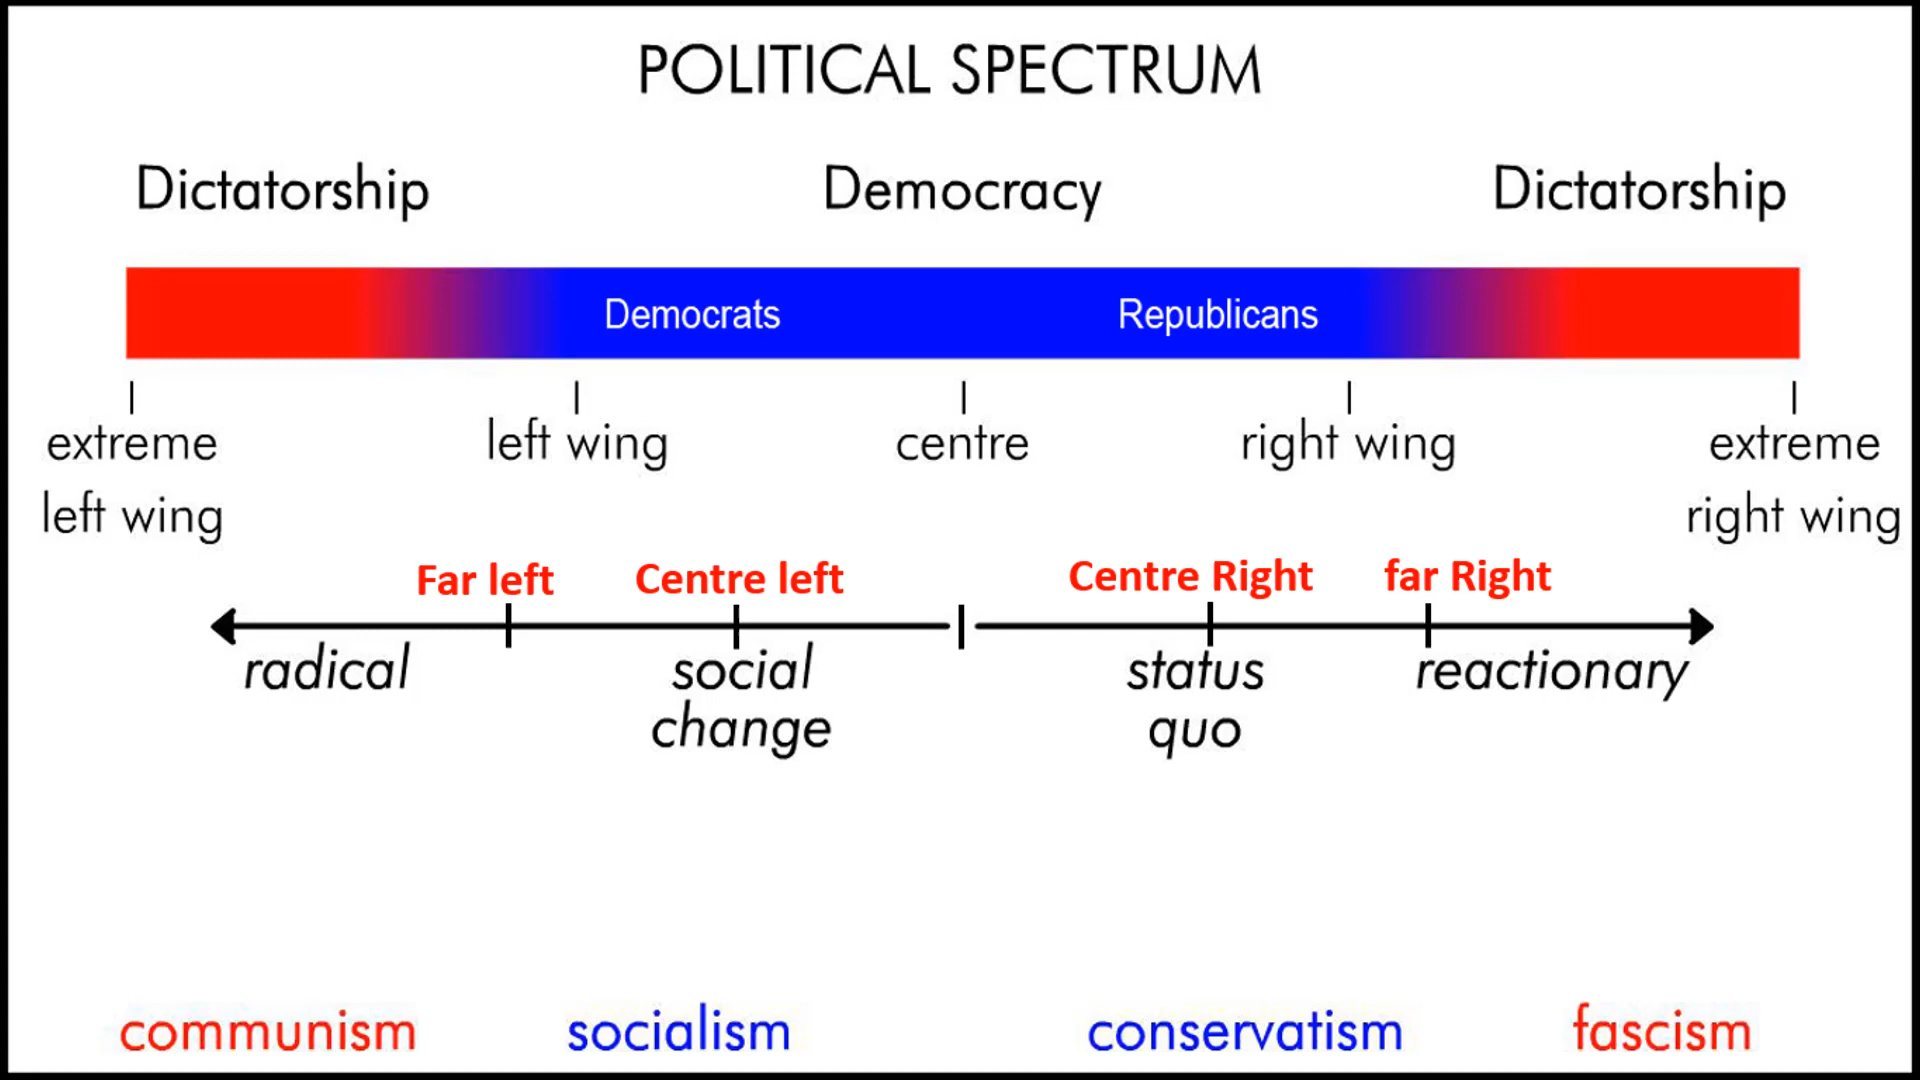 POLITICAL SPECTRUM
Dictatorship Democracy Dictatorship
Democrats Republicans
extreme left wing centre right wing extreme
left wing right wing
Far left Centre left Centre Right far Right
radical social status reactionary
change quo
communism socialism conservatism fascism